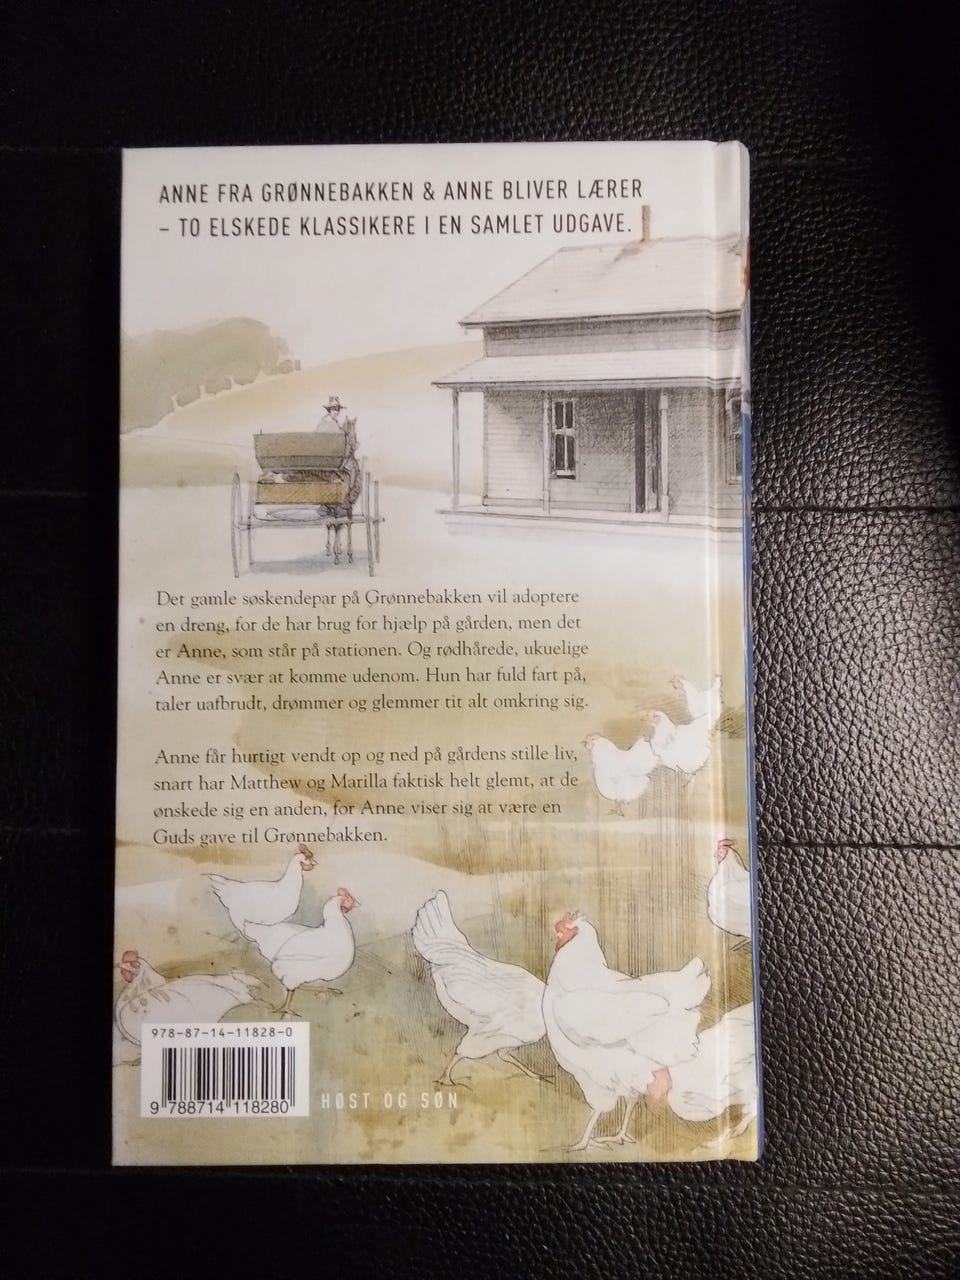 ANNE FRA GRØNNEBAKKEN & ANNE BLIVER LÆRER
– TO ELSKEDE KLASSIKERE I EN SAMLET UDGAVE.
Det gamle søskendepar på Grønnebakken vil adoptere
en dreng, for de har brug for hjælp på gården, men det
er Anne, som står på stationen. Og rødhårede, ukuelige
Anne er svær at komme udenom. Hun har fuld fart på,
taler uafbrudt, drømmer og glemmer tit alt omkring sig.
Anne får hurtigt vendt op og ned på gårdens stille liv,
snart har Matthew og Marilla faktisk helt glemt, at de
ønskede sig en anden, for Anne viser sig at være en
Guds gave til Grønnebakken.
978-87-14-11828-0
9 788714 118280
HØST OG SØN